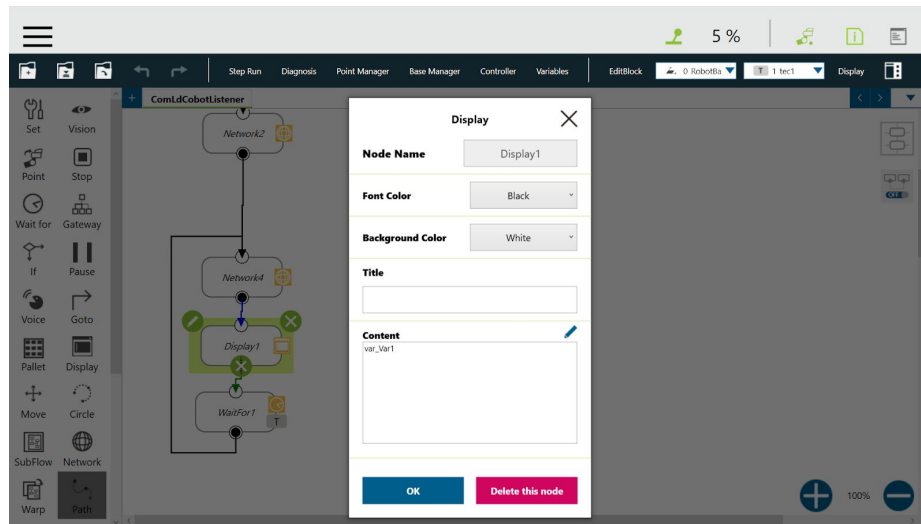 5 %
Step Run Diagnosis Point Manager Base Manager Controller Variables EditBlock 0 RobotBa T 1 tec1 Display
ComLdCobotListener
Set Vision
Point Stop
Wait for Gateway
If Pause
Voice Goto
Pallet Display
Move Circle
SubFlow Network
Warp Path
Network2
Network4
Display1
WaitFor1
T
Display
Node Name Display1
Font Color Black
Background Color White
Title
Content
var_Var1
OK Delete this node
OFF
100%